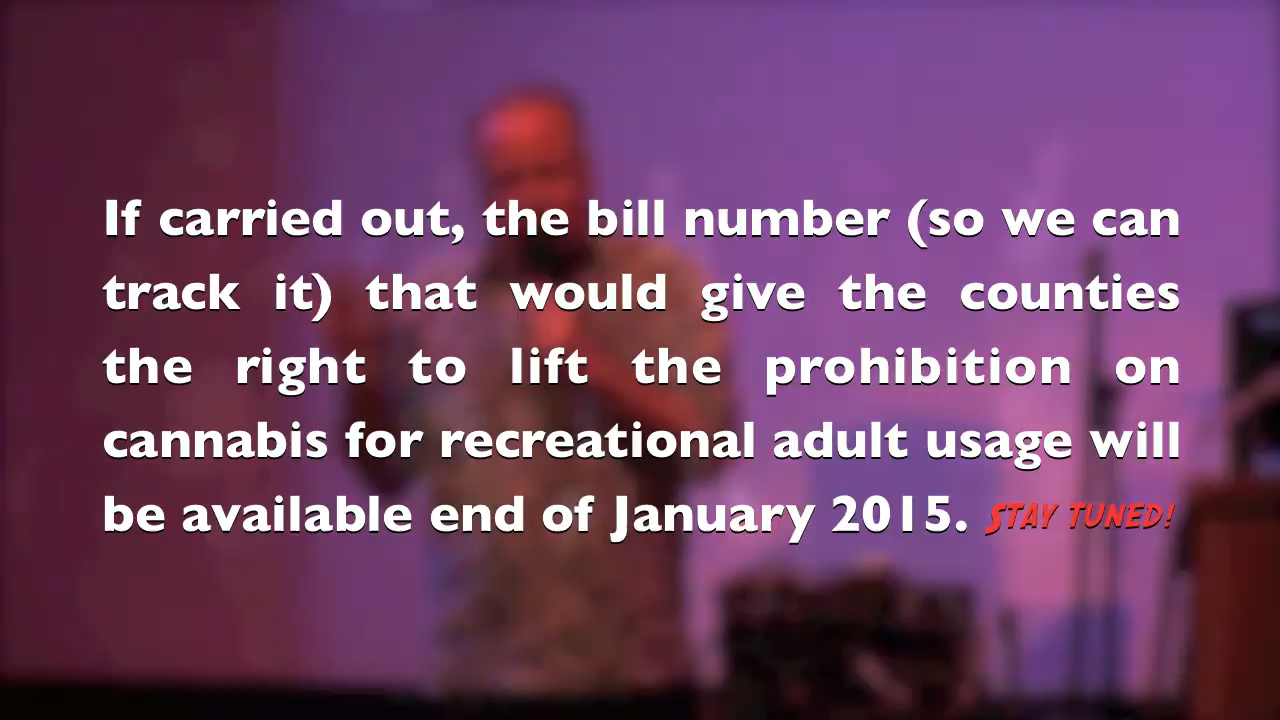 If carried out, the bill number (so we can
track it) that would give the counties
the right to lift the prohibition on
cannabis for recreational adult usage will
be available end of January 2015. STAY TUNED!